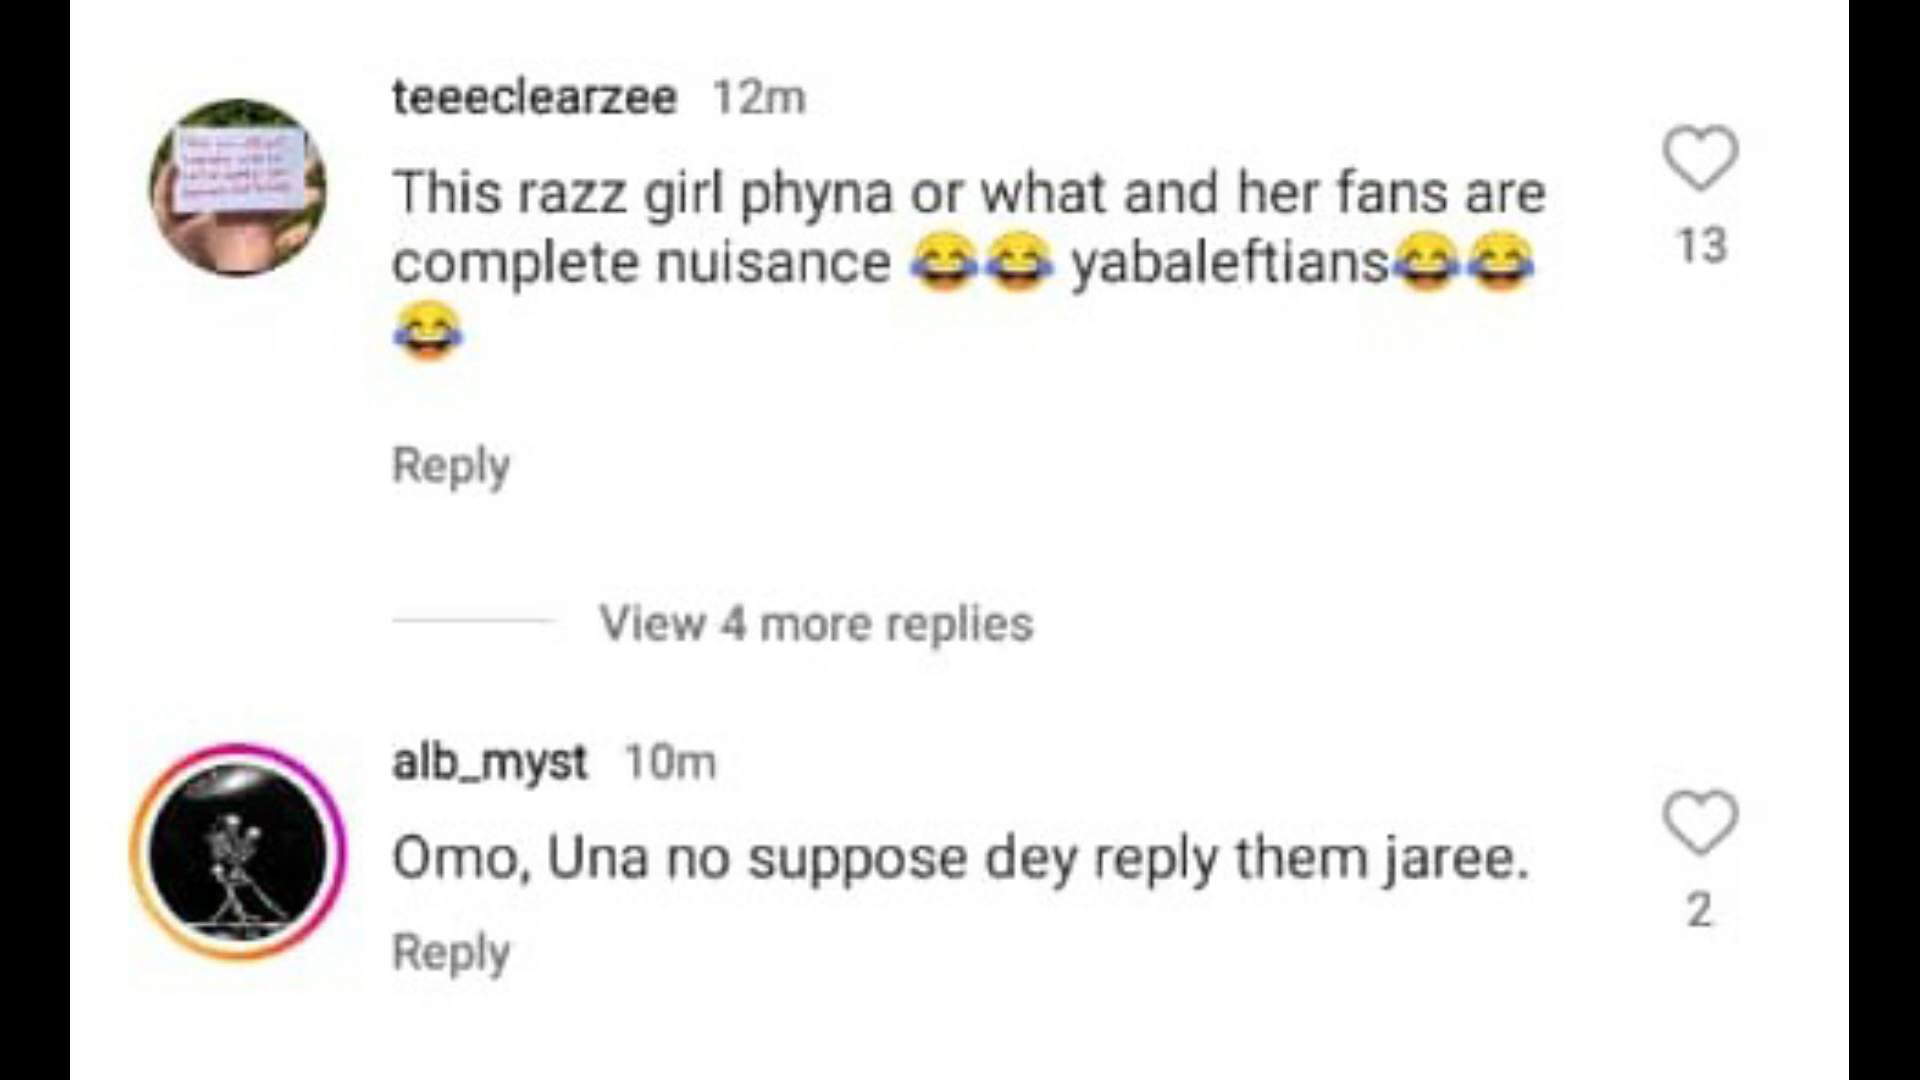 teeeclearzee 12m
This razz girl phyna or what and her fans are
complete nuisance 😂😂 yabaleftians😂😂
😂
13
Reply
View 4 more replies
alb_myst 10m
Omo, Una no suppose dey reply them jaree.
2
Reply